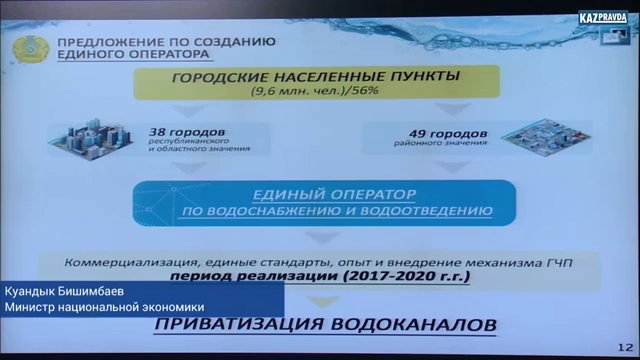 KAZPRAVDA
ПРЕДЛОЖЕНИЕ ПО СОЗДАНИЮ
ЕДИНОГО ОПЕРАТОРА
ГОРОДСКИЕ НАСЕЛЕННЫЕ ПУНКТЫ
(9,6 млн. чел.)/56%
38 городов
республиканского
и областного значения
49 городов
районного значения
ЕДИНЫЙ ОПЕРАТОР
ПО ВОДОСНАБЖЕНИЮ И ВОДООТВЕДЕНИЮ
Коммерциализация, единые стандарты, опыт и внедрение механизма ГЧП
период реализации (2017-2020 г.г.)
Куандык Бишимбаев
Министр национальной экономики
ПРИВАТИЗАЦИЯ ВОДОКАНАЛОВ
12